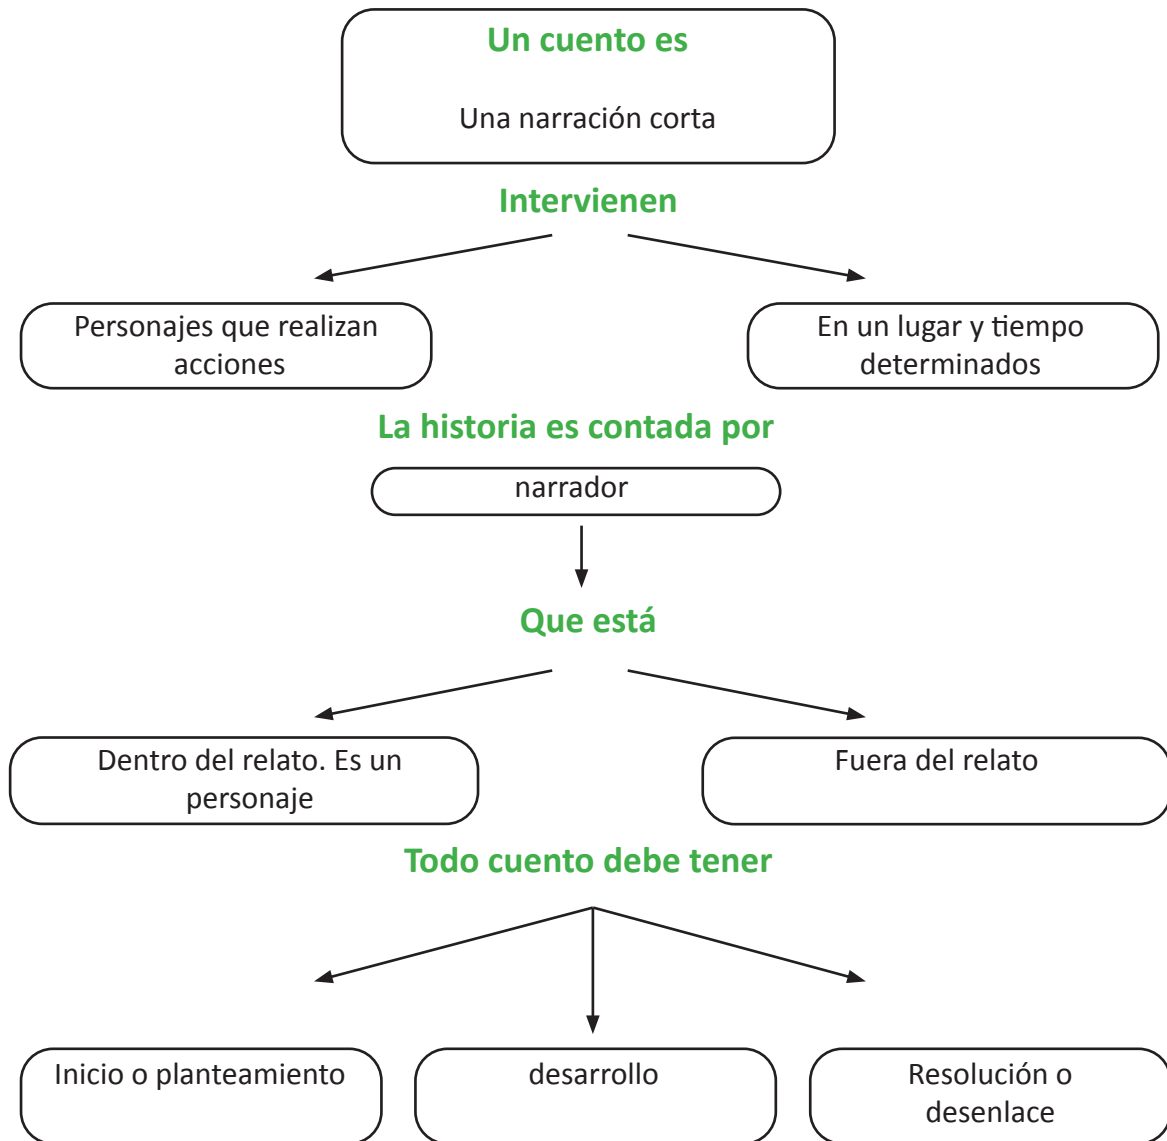 Un cuento es
Una narración corta
Intervienen
Personajes que realizan
acciones
En un lugar y tiempo
determinados
La historia es contada por
narrador
Que está
Dentro del relato. Es un
personaje
Fuera del relato
Todo cuento debe tener
Inicio o planteamiento
desarrollo
Resolución o
desenlace